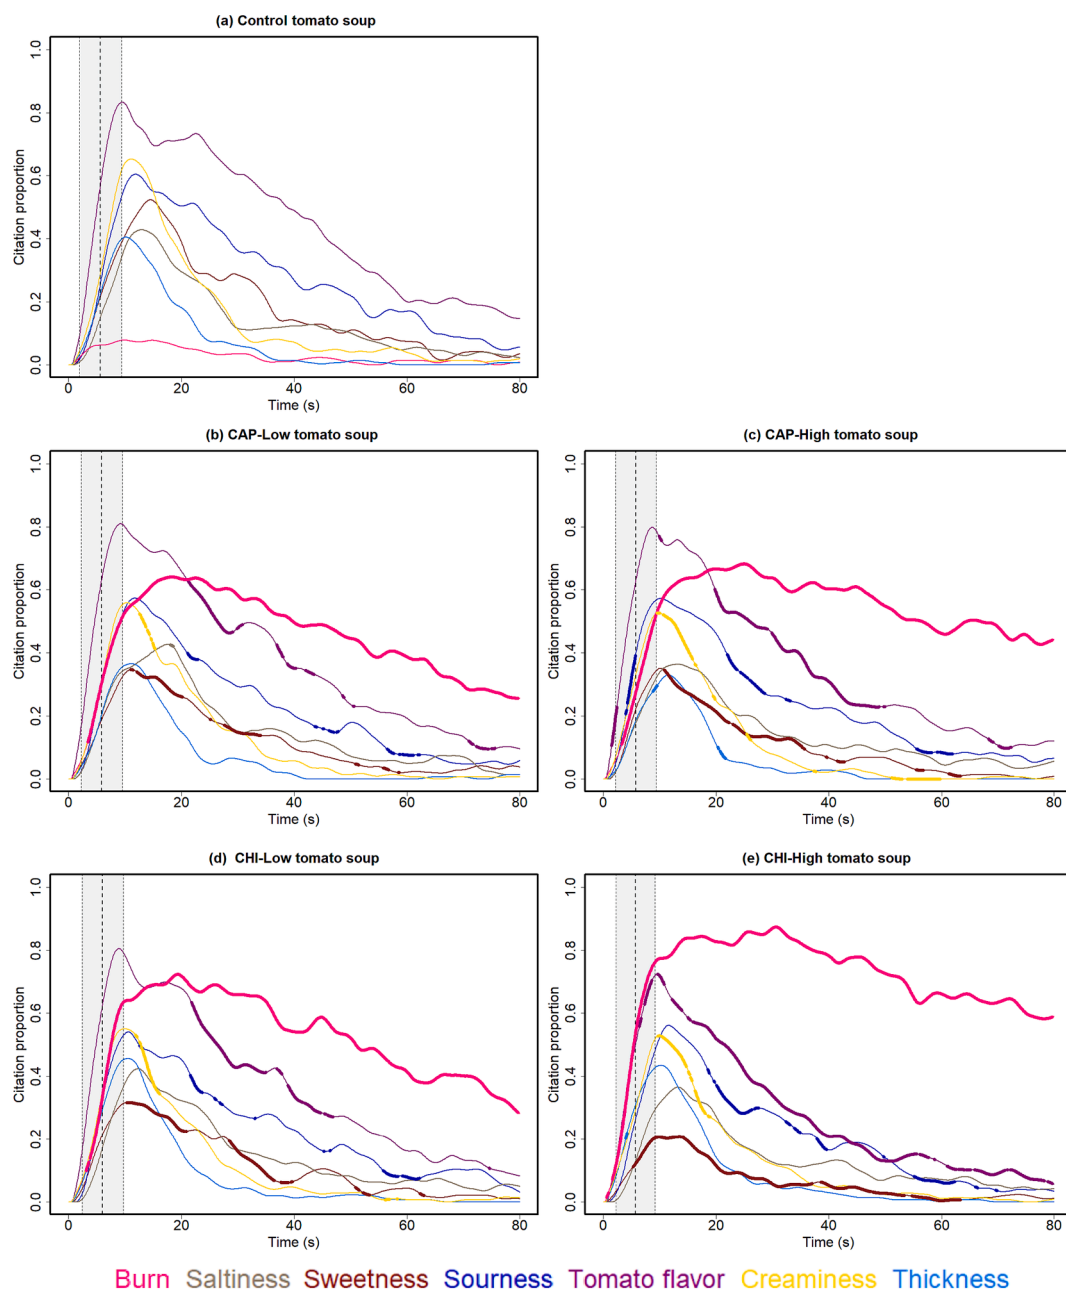 (a) Control tomato soup
Citation proportion
1.0
0.8
0.6
0.4
0.2
0.0
0 20 40 60 80
Time (s)
(b) CAP-Low tomato soup
Citation proportion
1.0
0.8
0.6
0.4
0.2
0.0
0 20 40 60 80
Time (s)
(c) CAP-High tomato soup
Citation proportion
1.0
0.8
0.6
0.4
0.2
0.0
0 20 40 60 80
Time (s)
(d) CHI-Low tomato soup
Citation proportion
1.0
0.8
0.6
0.4
0.2
0.0
0 20 40 60 80
Time (s)
(e) CHI-High tomato soup
Citation proportion
1.0
0.8
0.6
0.4
0.2
0.0
0 20 40 60 80
Time (s)
Burn Saltiness Sweetness Sourness Tomato flavor Creaminess Thickness